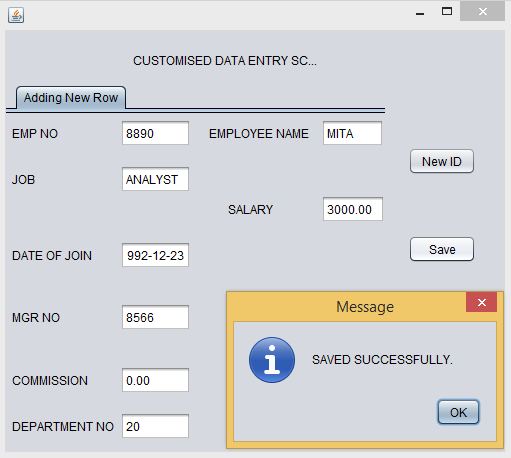 CUSTOMISED DATA ENTRY SC...
Adding New Row
EMP NO 8890 EMPLOYEE NAME MITA
New ID
JOB ANALYST
SALARY 3000.00
DATE OF JOIN 992-12-23 Save
Message
MGR NO 8566
SAVED SUCCESSFULLY.
COMMISSION 0.00
OK
DEPARTMENT NO 20